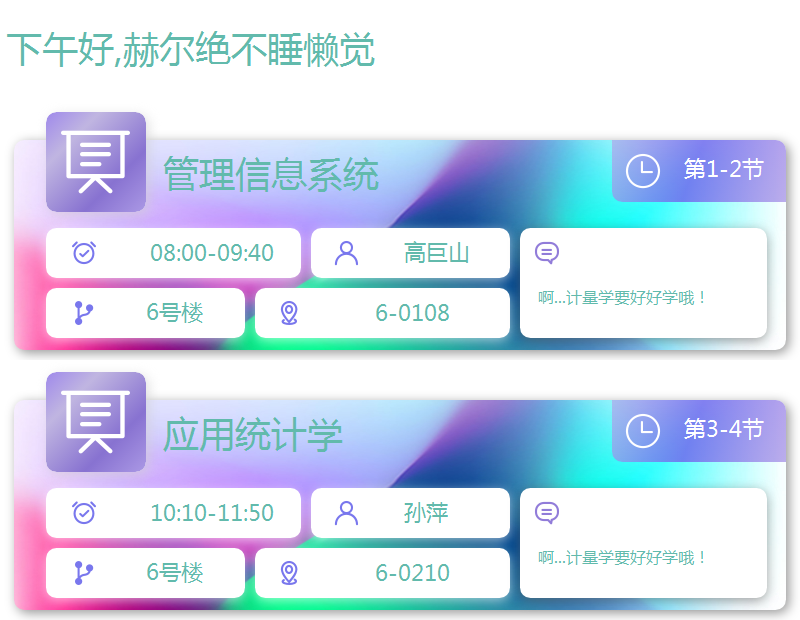 下午好,赫尔绝不睡懒觉
管理信息系统
第1-2节
08:00-09:40
高巨山
6号楼
6-0108
啊...计量学要好好学哦！
应用统计学
第3-4节
10:10-11:50
孙萍
6号楼
6-0210
啊...计量学要好好学哦！